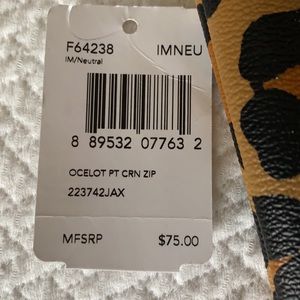 F64238 IMNEU
IM/Neutral
8 89532 07763 2
OCELOT PT CRN ZIP
223742JAX
MFSRP $75.00